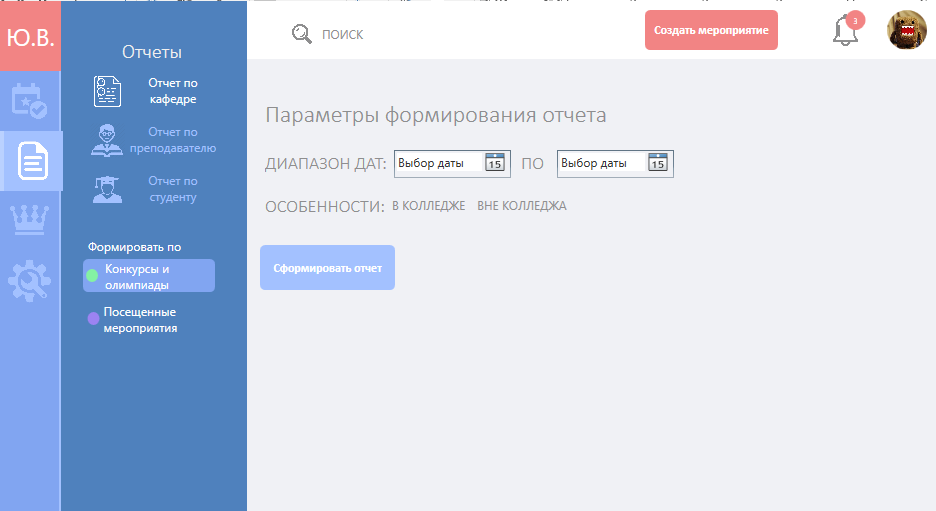 Ю.В.
Отчеты
Отчет по
кафедре
Отчет по
преподавателю
Отчет по
студенту
Формировать по
Конкурсы и
олимпиады
Посещенные
мероприятия
ПОИСК
Создать мероприятие
3
Параметры формирования отчета
ДИАПАЗОН ДАТ: Выбор даты 15 ПО Выбор даты 15
ОСОБЕННОСТИ: В КОЛЛЕДЖЕ ВНЕ КОЛЛЕДЖА
Сформировать отчет